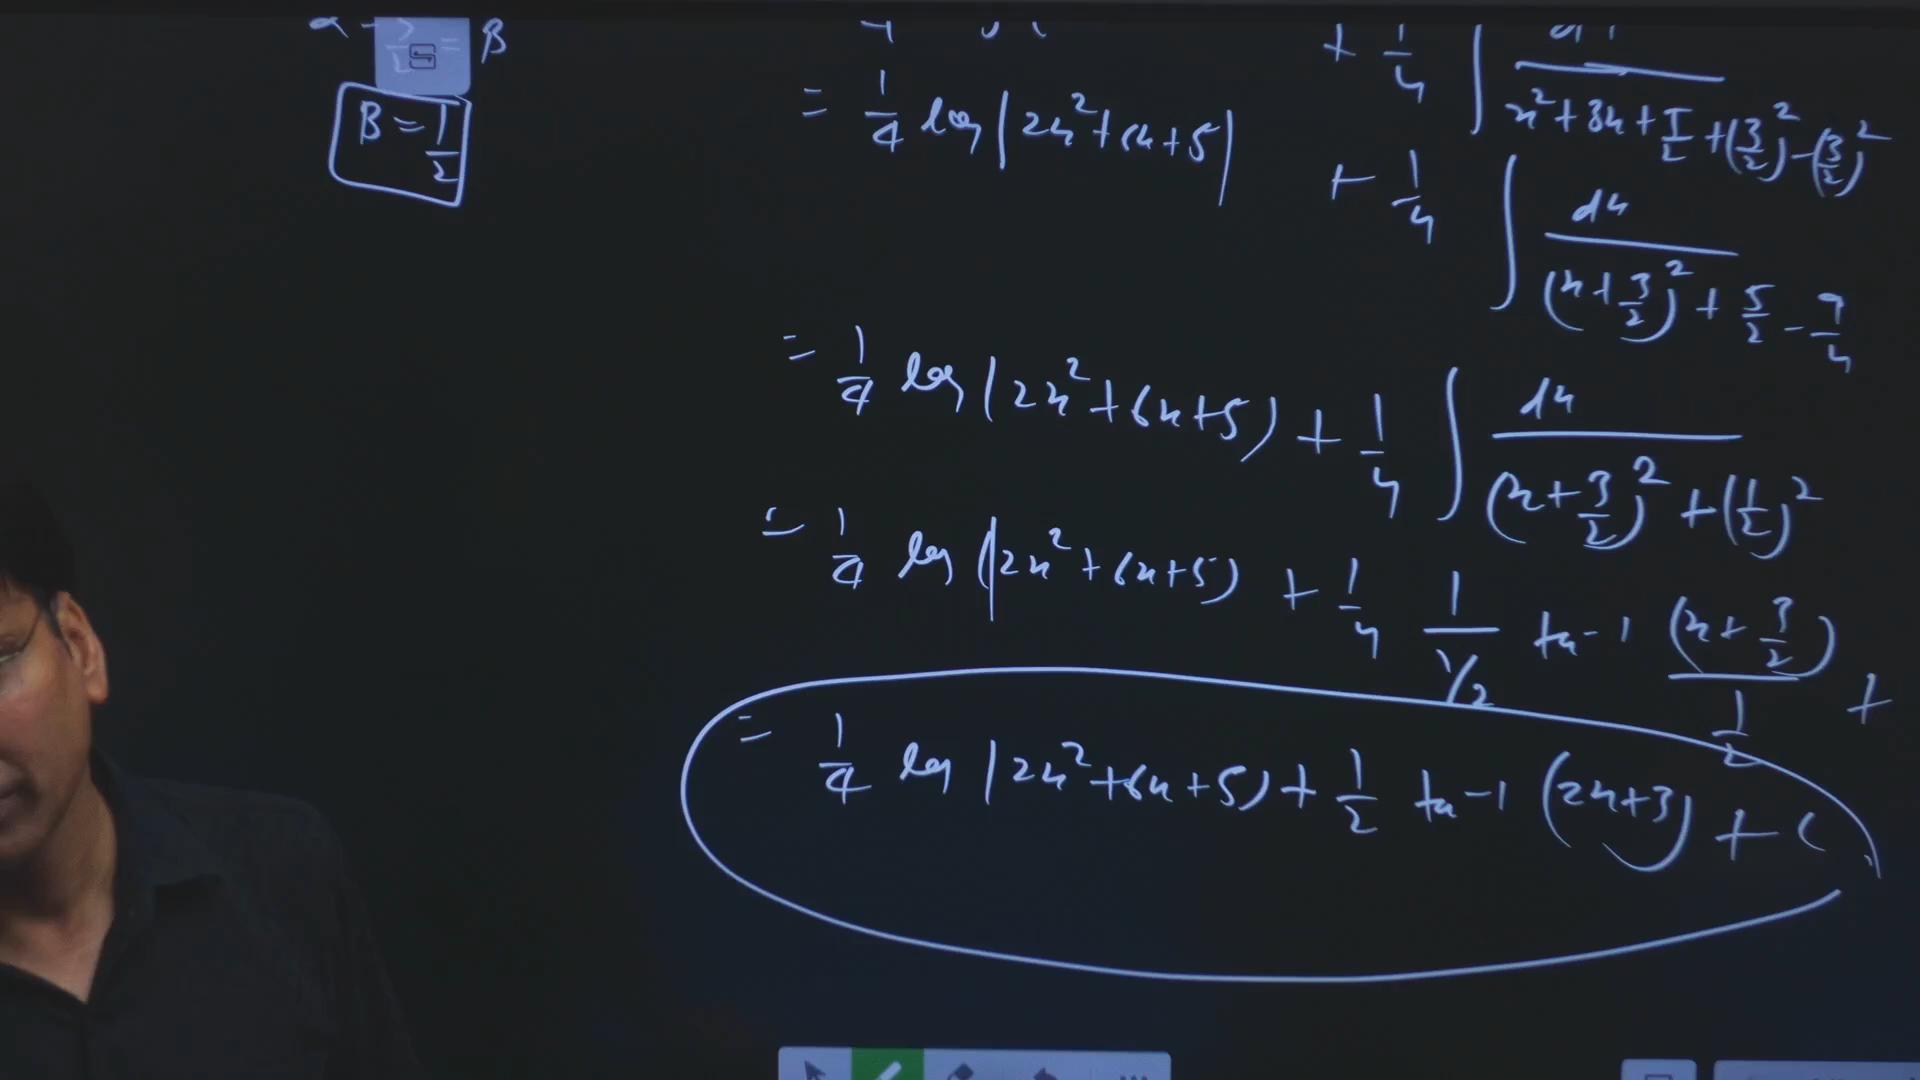 = β
β = 1/2
+ 1/4 ∫ dx / x² + 3x + 5/2 + (3/2)² - (3/2)²
= 1/4 log |2x² + 6x + 5| + 1/4 ∫ dx / (x + 3/2)² + 5/2 - 9/4
= 1/4 log |2x² + 6x + 5) + 1/4 ∫ dx / (x + 3/2)² + (1/2)²
= 1/4 log (2x² + 6x + 5) + 1/4 1/1/2 tan-1 (x + 3/2) / 1/2 +
= 1/4 log |2x² + 6x + 5) + 1/2 tan-1 (2x + 3) + C